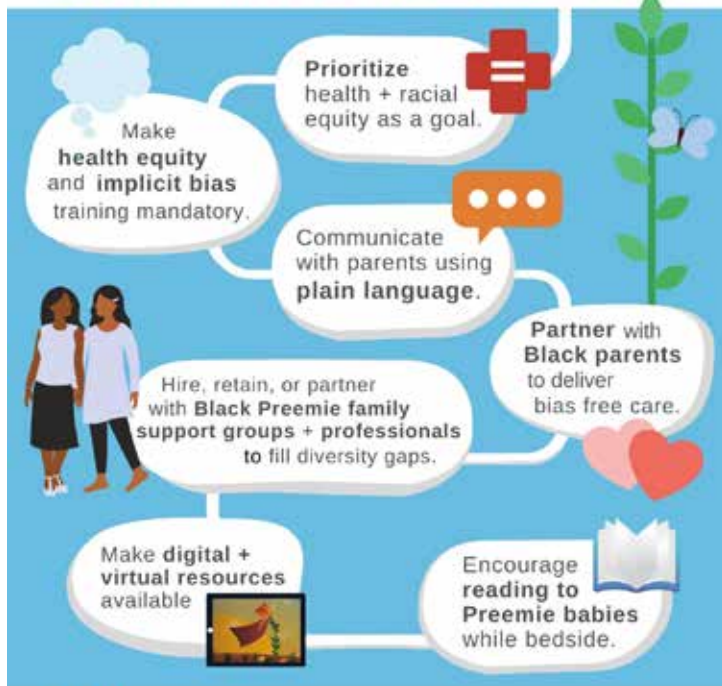 Prioritize
health + racial
equity as a goal.
Make
health equity
and implicit bias
training mandatory.
Communicate
with parents using
plain language.
Partner with
Black parents
to deliver
bias free care.
Hire, retain, or partner
with Black Preemie family
support groups + professionals
to fill diversity gaps.
Make digital +
virtual resources
available
Encourage
reading to
Preemie babies
while bedside.